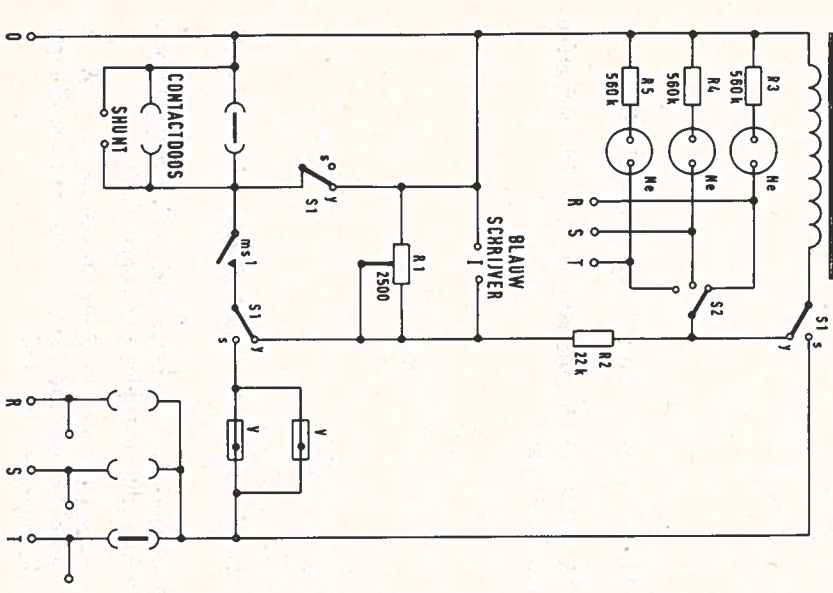 R3
560k
R4
560k
R5
560k
Ne
Ne
Ne
R
S
T
S2
S1
s
y
BLAUW
SCHRIJVER
I
R2
22k
R1
2500
s
y
S1
O
CONTACTDOOS
SHUNT
ms1
S1
s
y
V
V
R
S
T